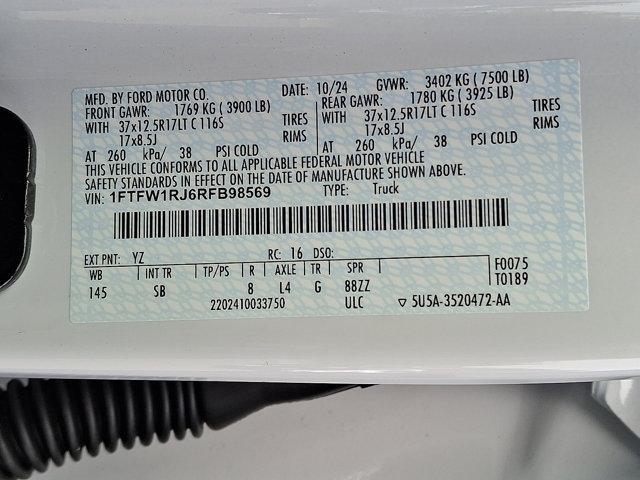 MFD. BY FORD MOTOR CO. DATE: 10/24 GVWR: 3402 KG ( 7500 LB)
FRONT GAWR: 1769 KG ( 3900 LB) REAR GAWR: 1780 KG ( 3925 LB)
WITH 37x12.5R17LT C 116S TIRES WITH 37x12.5R17LT C 116S TIRES
17x8.5J RIMS 17x8.5J RIMS
AT 260 kPa/ 38 PSI COLD AT 260 kPa/ 38 PSI COLD
THIS VEHICLE CONFORMS TO ALL APPLICABLE FEDERAL MOTOR VEHICLE
SAFETY STANDARDS IN EFFECT ON THE DATE OF MANUFACTURE SHOWN ABOVE.
VIN: 1FTFW1RJ6RFB98569 TYPE: Truck
EXT PNT: YZ RC: 16 DSO: F0075
WB INT TR TP/PS R AXLE TR SPR T0189
145 SB 8 L4 G 88ZZ
2202410033750 ULC ▽ 5U5A-3520472-AA